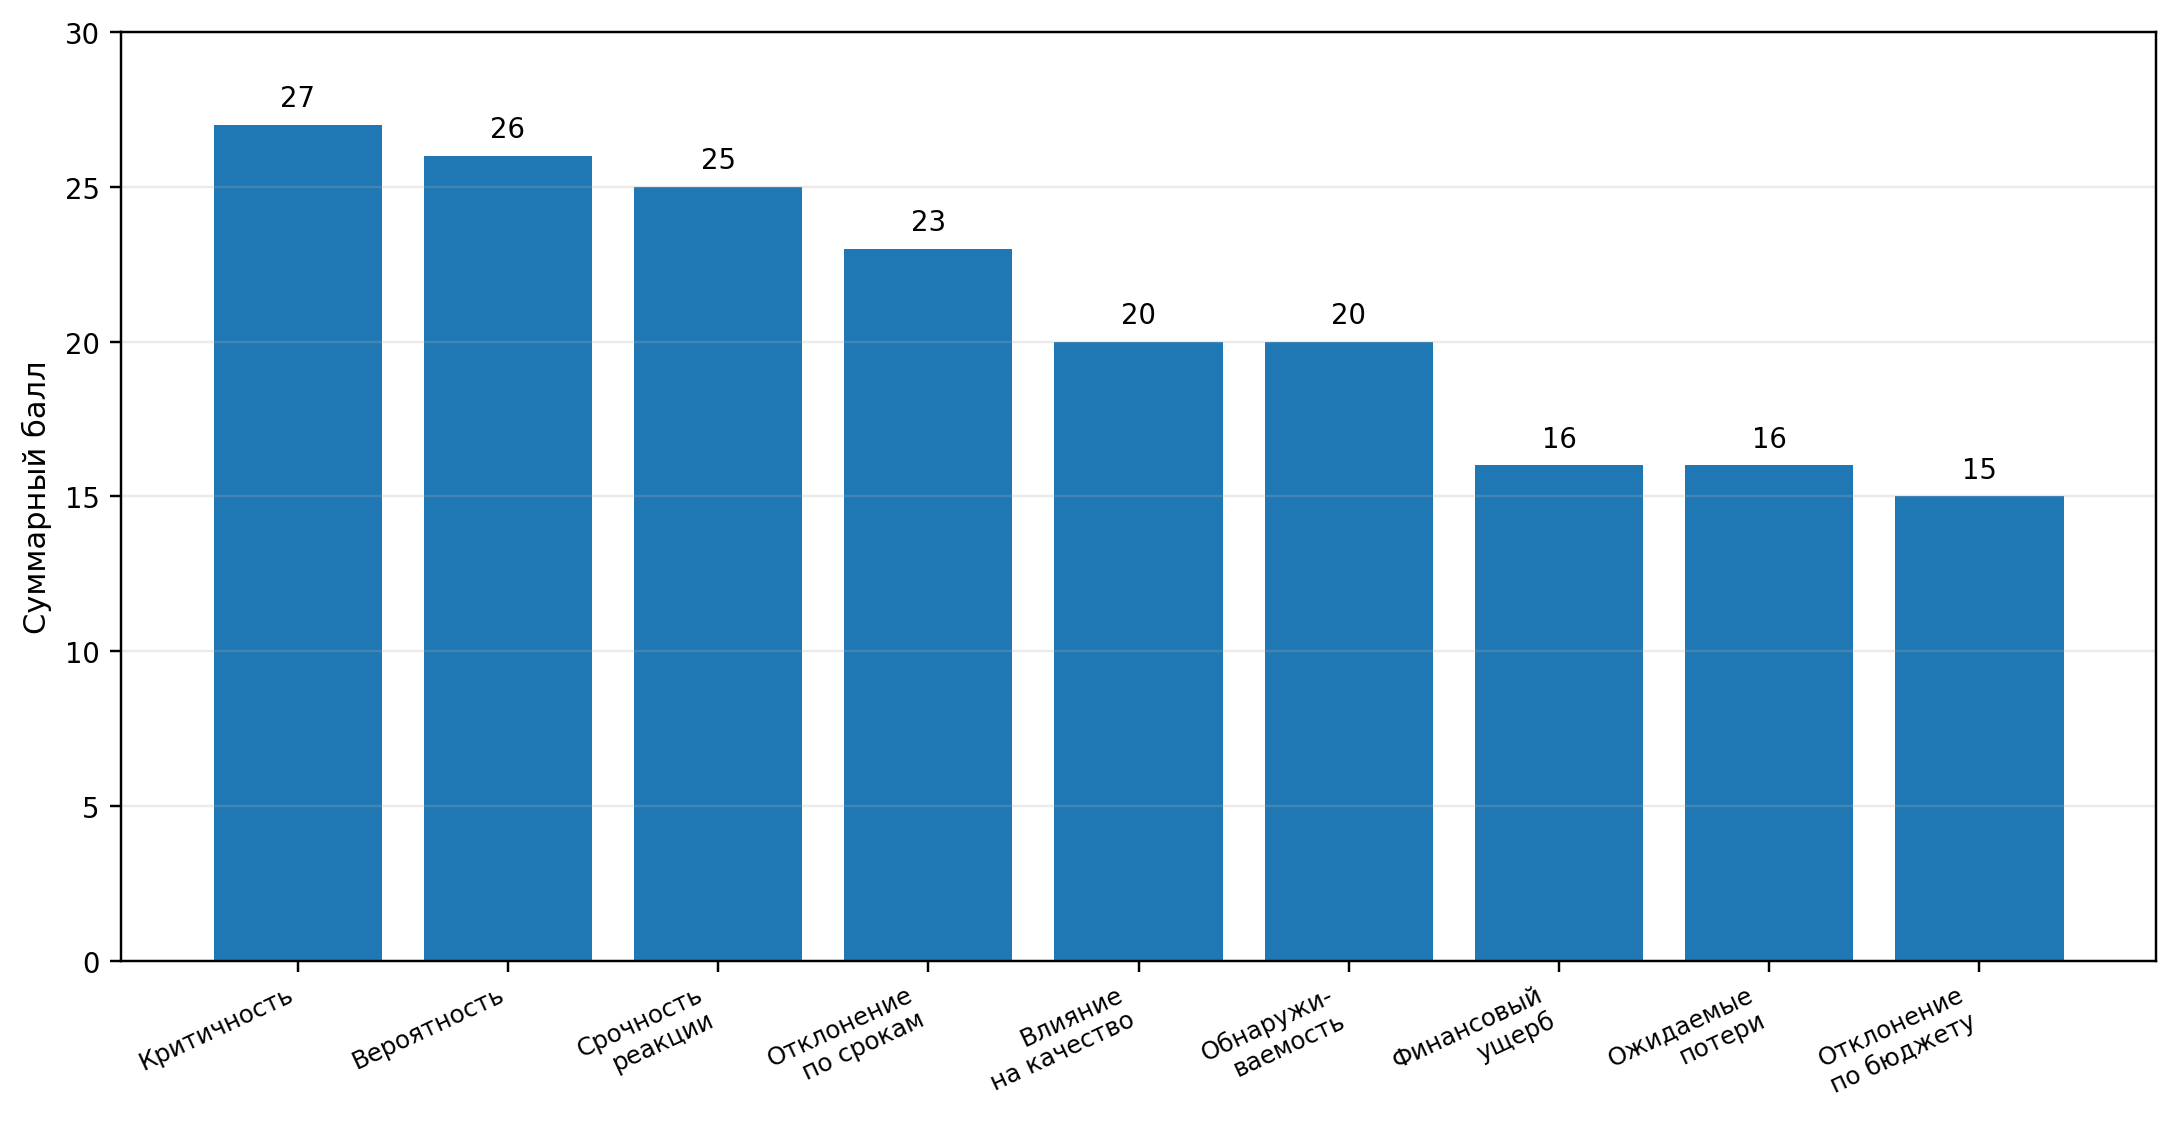 Суммарный балл
30
25
20
15
10
5
0
27
26
25
23
20
20
16
16
15
Критичность
Вероятность
Срочность
реакции
Отклонение
по срокам
Влияние
на качество
Обнаружи-
ваемость
Финансовый
ущерб
Ожидаемые
потери
Отклонение
по бюджету